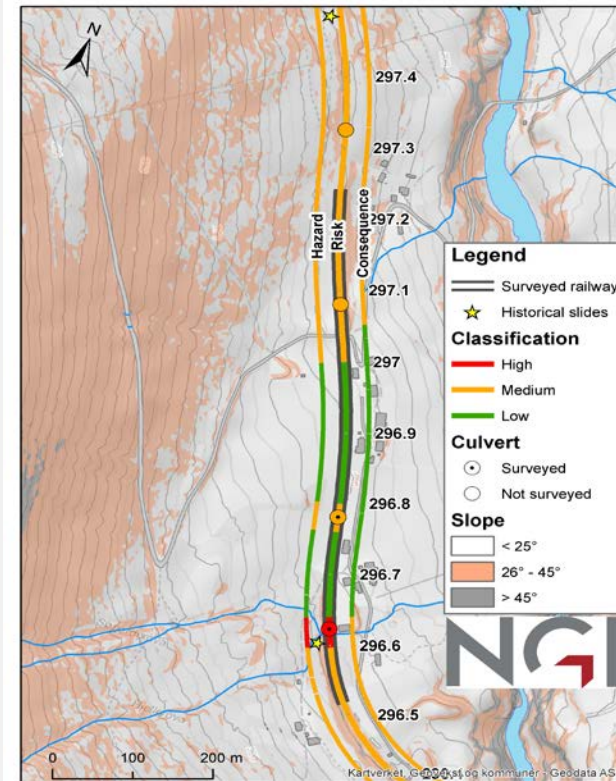 N
297.4
297.3
297.2
297.1
297
296.9
296.8
296.7
296.6
296.5
Hazard
Risk
Consequence
Legend
Surveyed railway
Historical slides
Classification
High
Medium
Low
Culvert
Surveyed
Not surveyed
Slope
< 25°
26° - 45°
> 45°
NGI
0 100 200 m
Kartverket, Geovekst og kommuner - Geodata AS